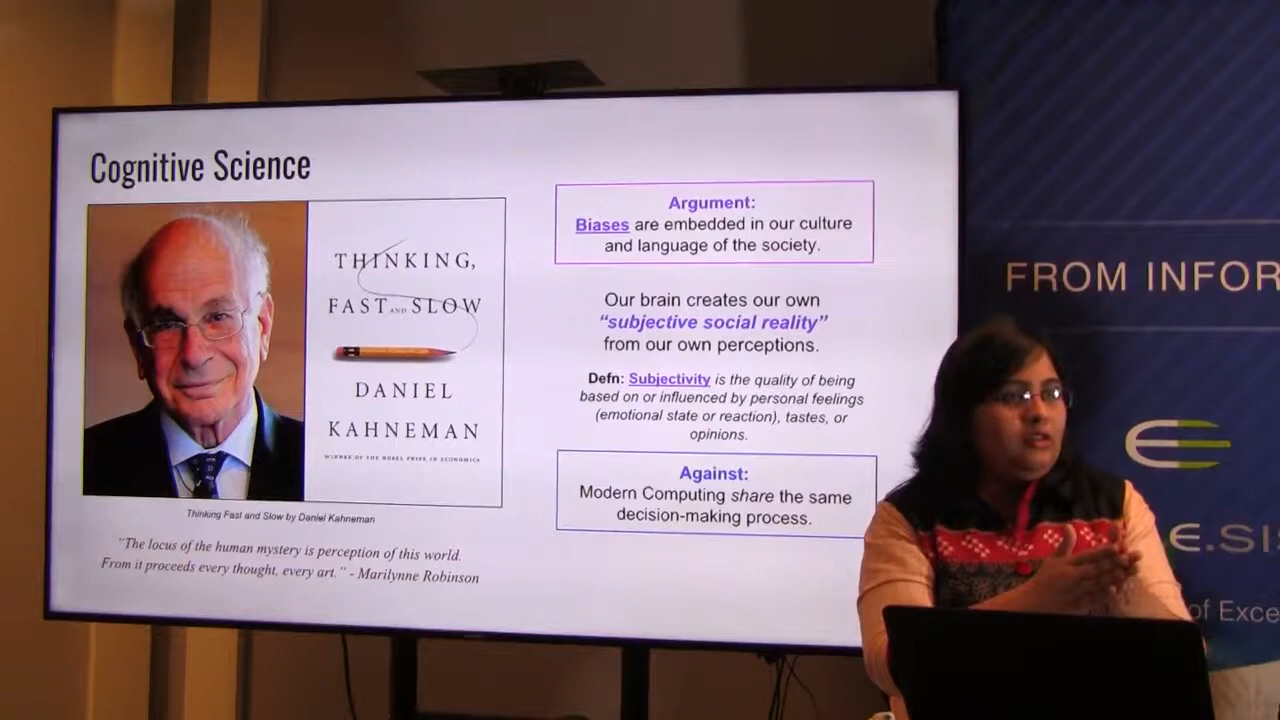 Cognitive Science
THINKING,
FAST AND SLOW
DANIEL
KAHNEMAN
WINNER OF THE NOBEL PRIZE IN ECONOMICS
Thinking Fast and Slow by Daniel Kahneman
"The locus of the human mystery is perception of this world.
From it proceeds every thought, every art." - Marilynne Robinson
Argument:
Biases are embedded in our culture
and language of the society.
Our brain creates our own
"subjective social reality"
from our own perceptions.
Defn: Subjectivity is the quality of being
based on or influenced by personal feelings
(emotional state or reaction), tastes, or
opinions.
Against:
Modern Computing share the same
decision-making process.
FROM INFOR
E.SI
of Exce